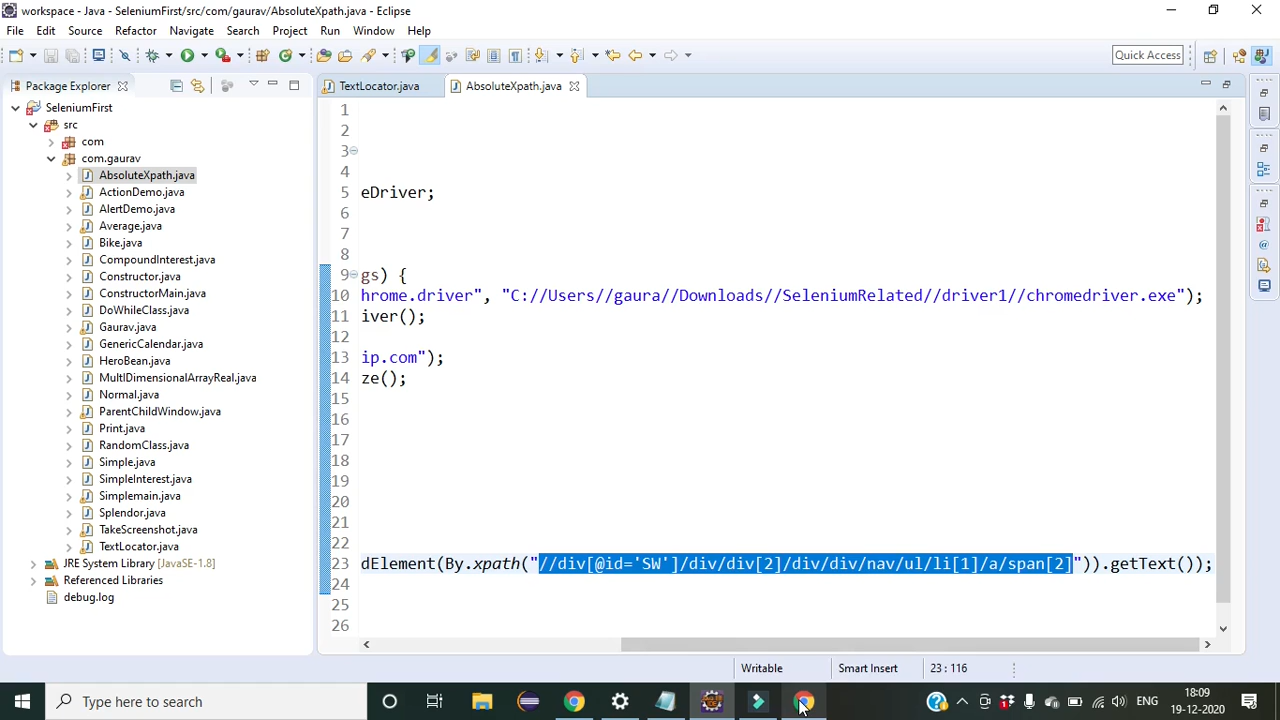 workspace - Java - SeleniumFirst/src/com/gaurav/AbsoluteXpath.java - Eclipse
File Edit Source Refactor Navigate Search Project Run Window Help
Quick Access
Package Explorer
TextLocator.java
AbsoluteXpath.java
SeleniumFirst
src
com
com.gaurav
AbsoluteXpath.java
ActionDemo.java
AlertDemo.java
Average.java
Bike.java
CompoundInterest.java
Constructor.java
ConstructorMain.java
DoWhileClass.java
Gaurav.java
GenericCalendar.java
HeroBean.java
MultIDimensionalArrayReal.java
Normal.java
ParentChildWindow.java
Print.java
RandomClass.java
Simple.java
SimpleInterest.java
Simplemain.java
Splendor.java
TakeScreenshot.java
TextLocator.java
JRE System Library [JavaSE-1.8]
Referenced Libraries
debug.log
1
2
3
4
5 eDriver;
6
7
8
9 gs) {
10 hrome.driver", "C://Users//gaura//Downloads//SeleniumRelated//driver1//chromedriver.exe");
11 iver();
12
13 ip.com");
14 ze();
15
16
17
18
19
20
21
22
23 dElement(By.xpath("//div[@id='SW']/div/div[2]/div/div/nav/ul/li[1]/a/span[2]")).getText());
24
25
26
Writable
Smart Insert
23 : 116
Type here to search
ENG
18:09
19-12-2020